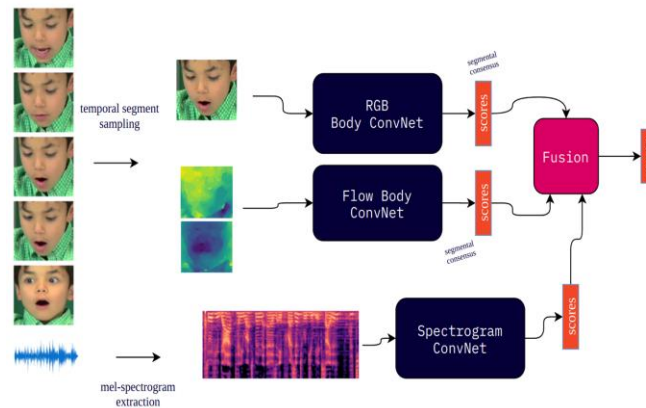 temporal segment
sampling
RGB
Body ConvNet
segmental
consensus
scores
Fusion
Flow Body
ConvNet
scores
segmental
consensus
Spectrogram
ConvNet
scores
mel-spectrogram
extraction